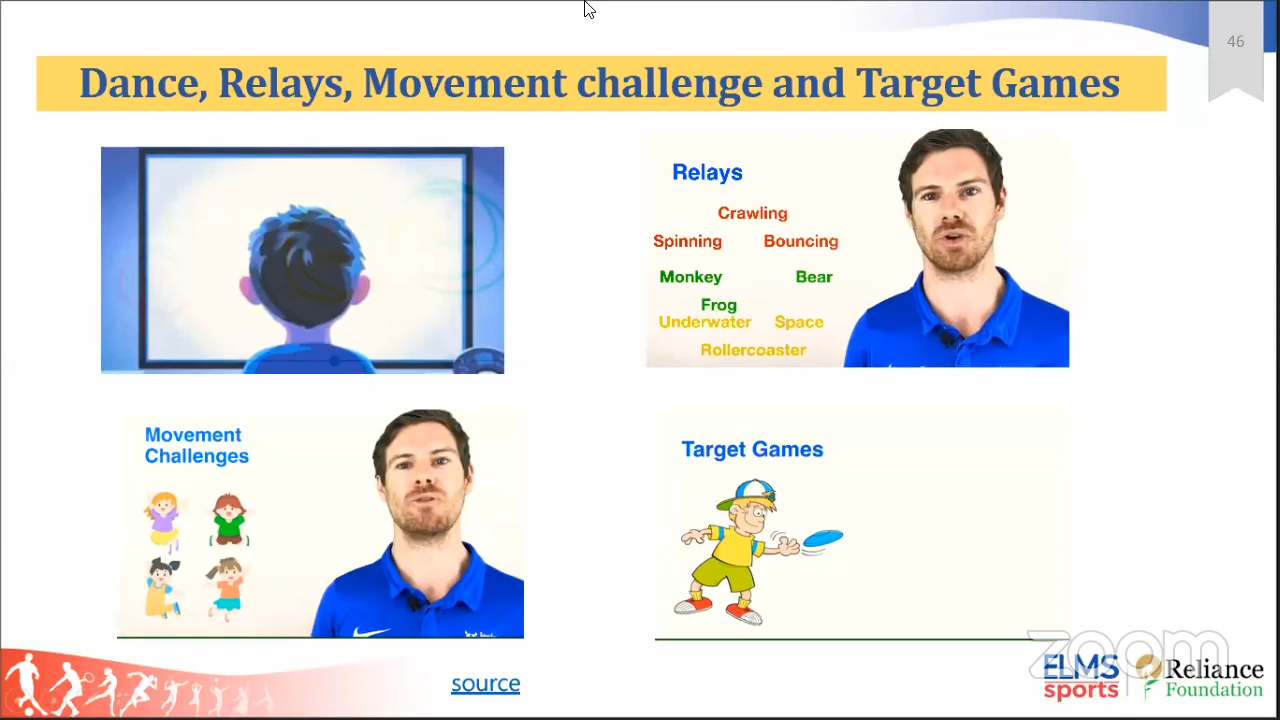 46
Dance, Relays, Movement challenge and Target Games
Relays
Crawling
Spinning Bouncing
Monkey Bear
Frog
Underwater Space
Rollercoaster
Movement
Challenges
Target Games
source
zoom
ELMS
sports
Reliance
Foundation